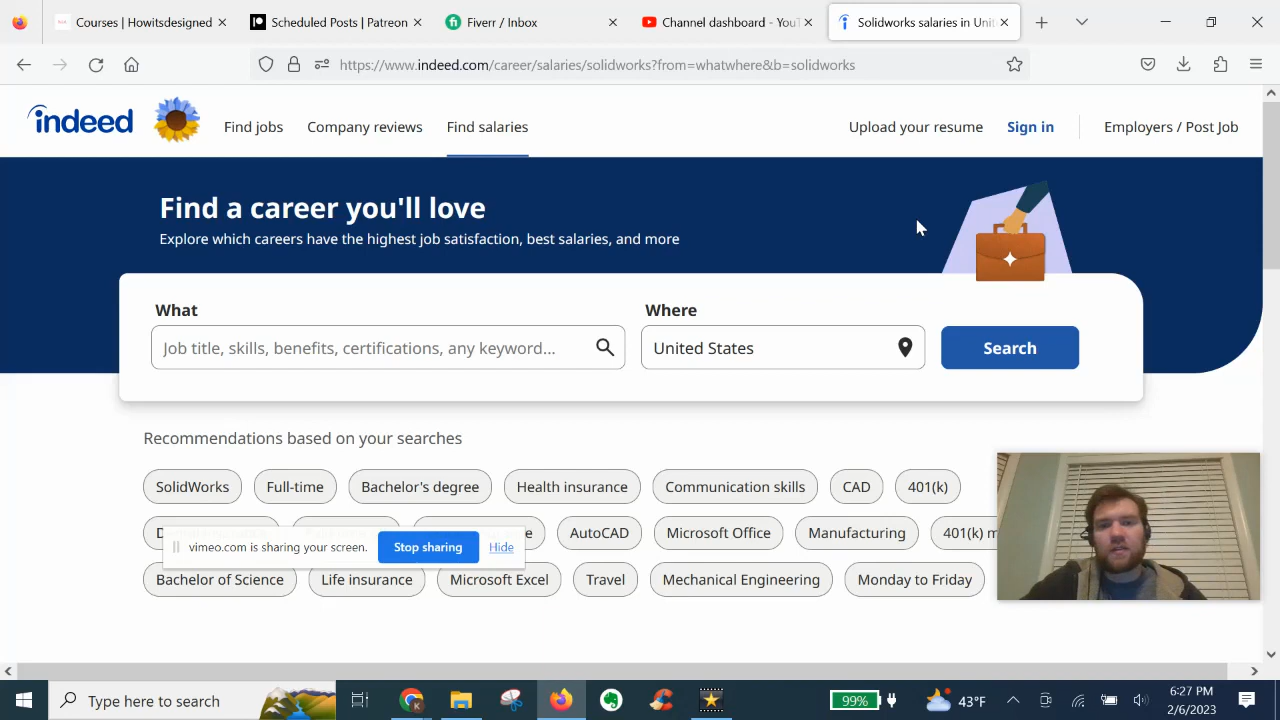 Courses | Howitsdesigned
Scheduled Posts | Patreon
Fiverr / Inbox
Channel dashboard - YouT
Solidworks salaries in Unit
https://www.indeed.com/career/salaries/solidworks?from=whatwhere&b=solidworks
indeed
Find jobs
Company reviews
Find salaries
Upload your resume
Sign in
Employers / Post Job
Find a career you'll love
Explore which careers have the highest job satisfaction, best salaries, and more
What
Where
Job title, skills, benefits, certifications, any keyword...
United States
Search
Recommendations based on your searches
SolidWorks
Full-time
Bachelor's degree
Health insurance
Communication skills
CAD
401(k)
D
AutoCAD
Microsoft Office
Manufacturing
401(k) m
vimeo.com is sharing your screen.
Stop sharing
Hide
Bachelor of Science
Life insurance
Microsoft Excel
Travel
Mechanical Engineering
Monday to Friday
Type here to search
99%
43°F
6:27 PM
2/6/2023